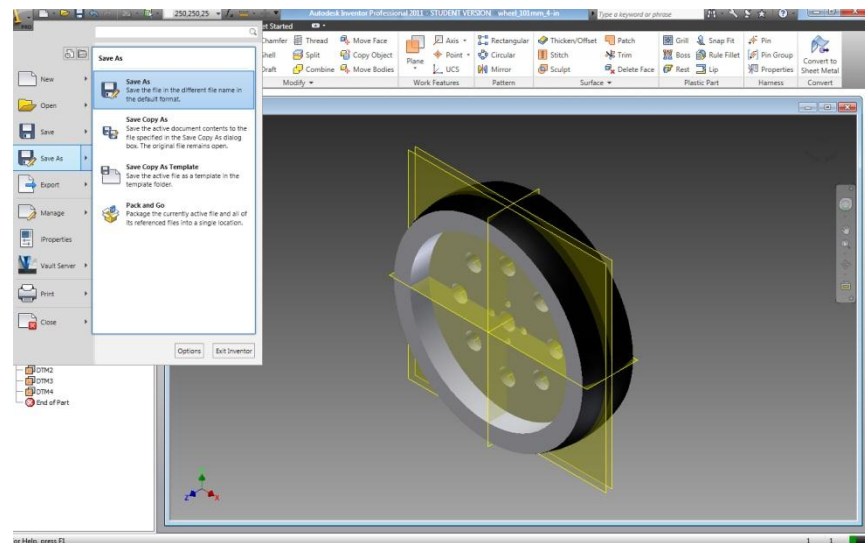 250,250,25
Autodesk Inventor Professional 2011 - STUDENT VERSION wheel_101mm_4-in
Type a keyword or phrase
PRO
et Started
hamfer Thread Move Face
hell Split Copy Object
Draft Combine Move Bodies
Modify
Plane
Axis
Point
UCS
Work Features
Rectangular
Circular
Mirror
Pattern
Thicken/Offset Patch
Stitch Trim
Sculpt Delete Face
Surface
Grill Snap Fit
Boss Rule Fillet
Rest Lip
Plastic Part
Pin
Pin Group
Properties
Harness
Convert to
Sheet Metal
Convert
New
Open
Save
Save As
Export
Manage
iProperties
Vault Server
Print
Close
Save As
Save As
Save the file in the different file name in
the default format.
Save Copy As
Save the active document contents to the
file specified in the Save Copy As dialog
box. The original file remains open.
Save Copy As Template
Save the active file as a template in the
template folder.
Pack and Go
Package the currently active file and all of
its referenced files into a single location.
Options Exit Inventor
DTM2
DTM3
DTM4
End of Part
Z X
or Help, press F1
1 1